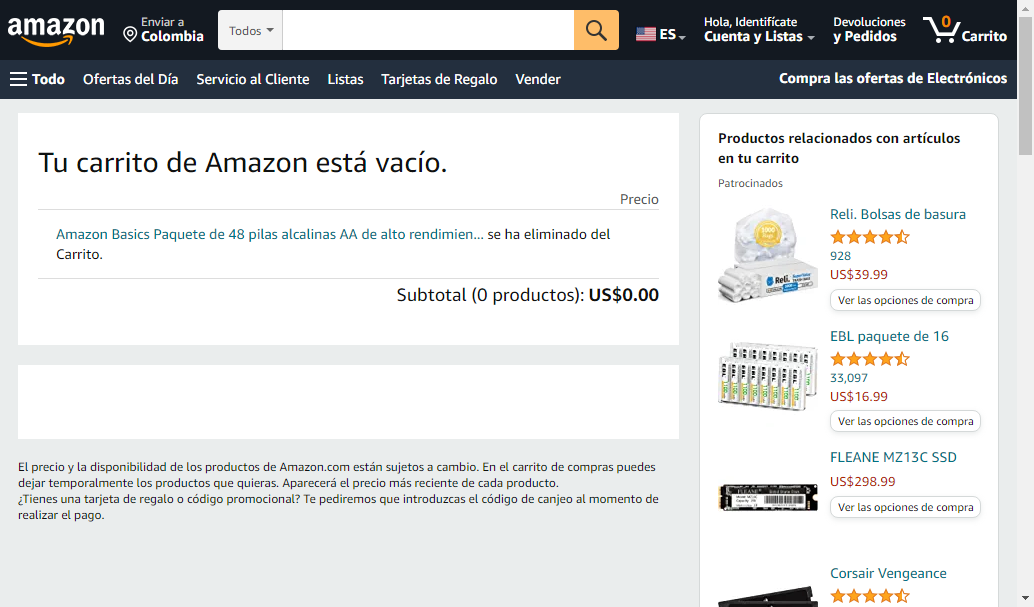 amazon
Enviar a
Colombia
Todos
ES
Hola, Identifícate
Cuenta y Listas
Devoluciones
y Pedidos
0
Carrito
Todo
Ofertas del Día
Servicio al Cliente
Listas
Tarjetas de Regalo
Vender
Compra las ofertas de Electrónicos
Tu carrito de Amazon está vacío.
Precio
Amazon Basics Paquete de 48 pilas alcalinas AA de alto rendimien... se ha eliminado del
Carrito.
Subtotal (0 productos): US$0.00
El precio y la disponibilidad de los productos de Amazon.com están sujetos a cambio. En el carrito de compras puedes
dejar temporalmente los productos que quieras. Aparecerá el precio más reciente de cada producto.
¿Tienes una tarjeta de regalo o código promocional? Te pediremos que introduzcas el código de canjeo al momento de
realizar el pago.
Productos relacionados con artículos
en tu carrito
Patrocinados
Reli.
Reli. Bolsas de basura
928
US$39.99
Ver las opciones de compra
EBL EBL EBL EBL EBL EBL
EBL paquete de 16
33,097
US$16.99
Ver las opciones de compra
FLEANE
FLEANE MZ13C SSD
US$298.99
Ver las opciones de compra
Corsair Vengeance